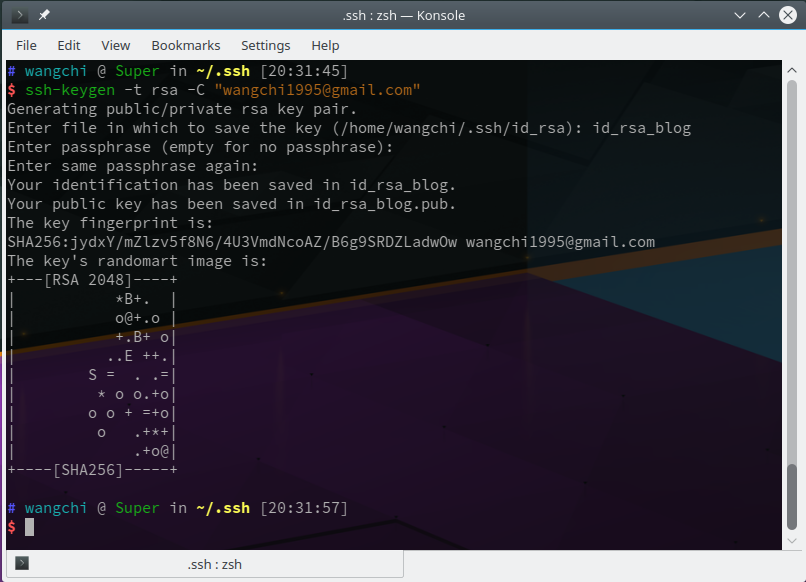 .ssh : zsh — Konsole
File Edit View Bookmarks Settings Help
# wangchi @ Super in ~/.ssh [20:31:45]
$ ssh-keygen -t rsa -C "wangchi1995@gmail.com"
Generating public/private rsa key pair.
Enter file in which to save the key (/home/wangchi/.ssh/id_rsa): id_rsa_blog
Enter passphrase (empty for no passphrase):
Enter same passphrase again:
Your identification has been saved in id_rsa_blog.
Your public key has been saved in id_rsa_blog.pub.
The key fingerprint is:
SHA256:jydxY/mZlzv5f8N6/4U3VmdNcoAZ/B6g9SRDZLadwOw wangchi1995@gmail.com
The key's randomart image is:
+---[RSA 2048]----+
|            *B+.  |
|            o@+.o |
|            +.B+ o|
|           ..E ++.|
|         S =  . .=|
|          * o o.+o|
|         o o + =+o|
|          o   .+*+|
|              .+o@|
+----[SHA256]-----+
# wangchi @ Super in ~/.ssh [20:31:57]
$
.ssh : zsh